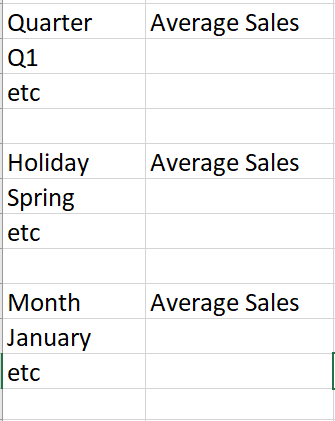 Quarter Average Sales
Q1
etc
Holiday Average Sales
Spring
etc
Month Average Sales
January
etc